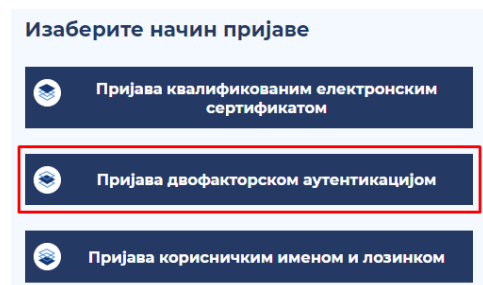 Изаберите начин пријаве
Пријава квалификованим електронским
сертификатом
Пријава двофакторском аутентикацијом
Пријава корисничким именом и лозинком